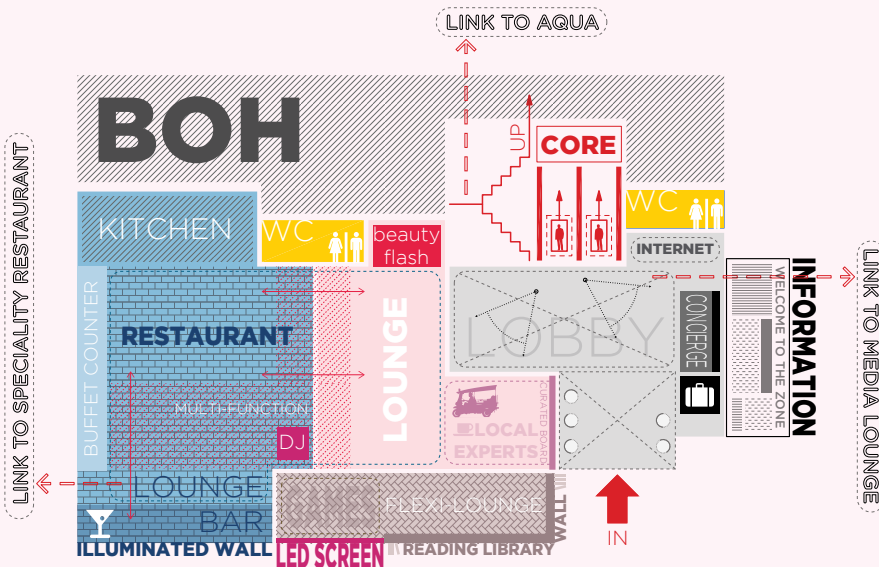 LINK TO AQUA
BOH
UP
CORE
LINK TO SPECIALITY RESTAURANT
KITCHEN
WC
beauty
flash
WC
INTERNET
BUFFET COUNTER
RESTAURANT
LOUNGE
LOBBY
CONCIERGE
WELCOME TO THE ZONE
INFORMATION
LINK TO MEDIA LOUNGE
MULTI-FUNCTION
DJ
LOCAL
EXPERTS
CURATED BOARD
LOUNGE
BAR
GAMES
FLEXI-LOUNGE
WALL
IN
ILLUMINATED WALL
LED SCREEN
READING LIBRARY